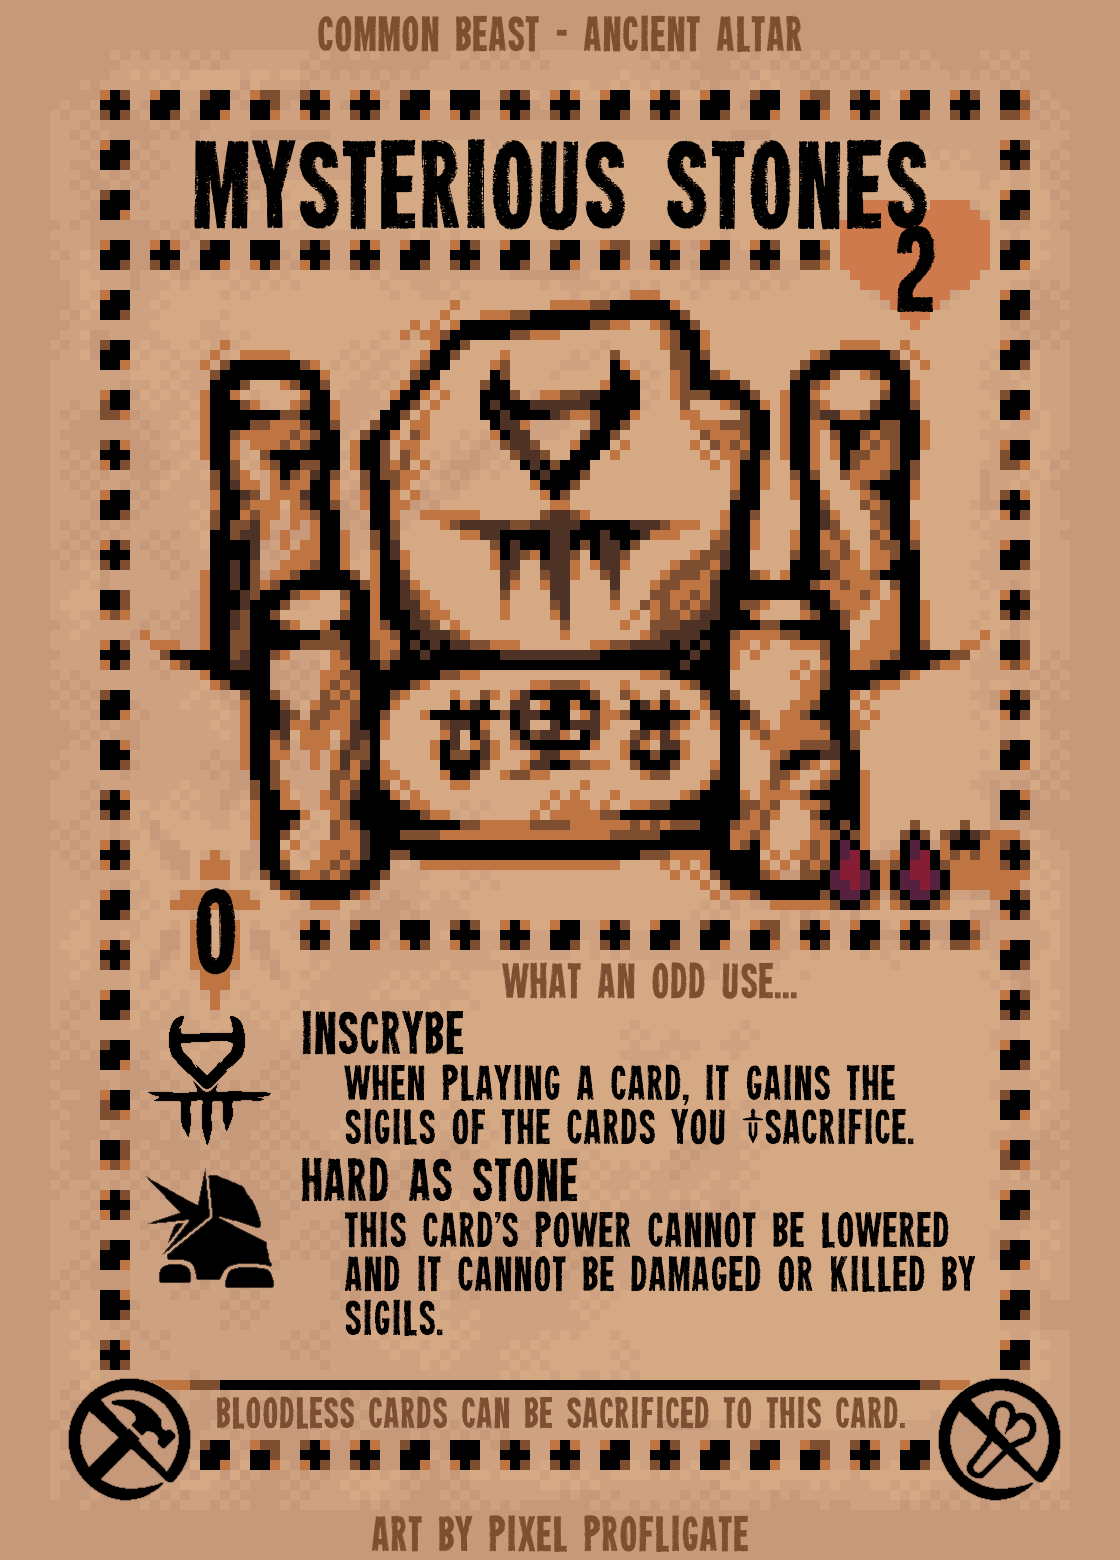 COMMON BEAST - ANCIENT ALTAR
MYSTERIOUS STONES
2
0
WHAT AN ODD USE...
INSCRYBE
WHEN PLAYING A CARD, IT GAINS THE
SIGILS OF THE CARDS YOU SACRIFICE.
HARD AS STONE
THIS CARD'S POWER CANNOT BE LOWERED
AND IT CANNOT BE DAMAGED OR KILLED BY
SIGILS.
BLOODLESS CARDS CAN BE SACRIFICED TO THIS CARD.
ART BY PIXEL PROFLIGATE